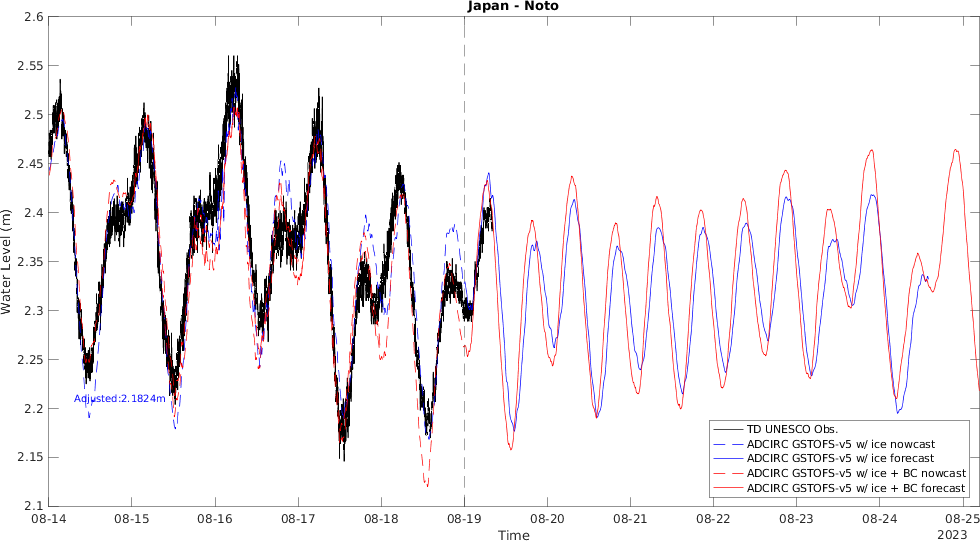 Japan - Noto
2.6
2.55
2.5
2.45
2.4
2.35
2.3
2.25
2.2
2.15
2.1
Water Level (m)
Adjusted:2.1824m
TD UNESCO Obs.
ADCIRC GSTOFS-v5 w/ ice nowcast
ADCIRC GSTOFS-v5 w/ ice forecast
ADCIRC GSTOFS-v5 w/ ice + BC nowcast
ADCIRC GSTOFS-v5 w/ ice + BC forecast
08-14 08-15 08-16 08-17 08-18 08-19 08-20 08-21 08-22 08-23 08-24 08-25
Time
2023